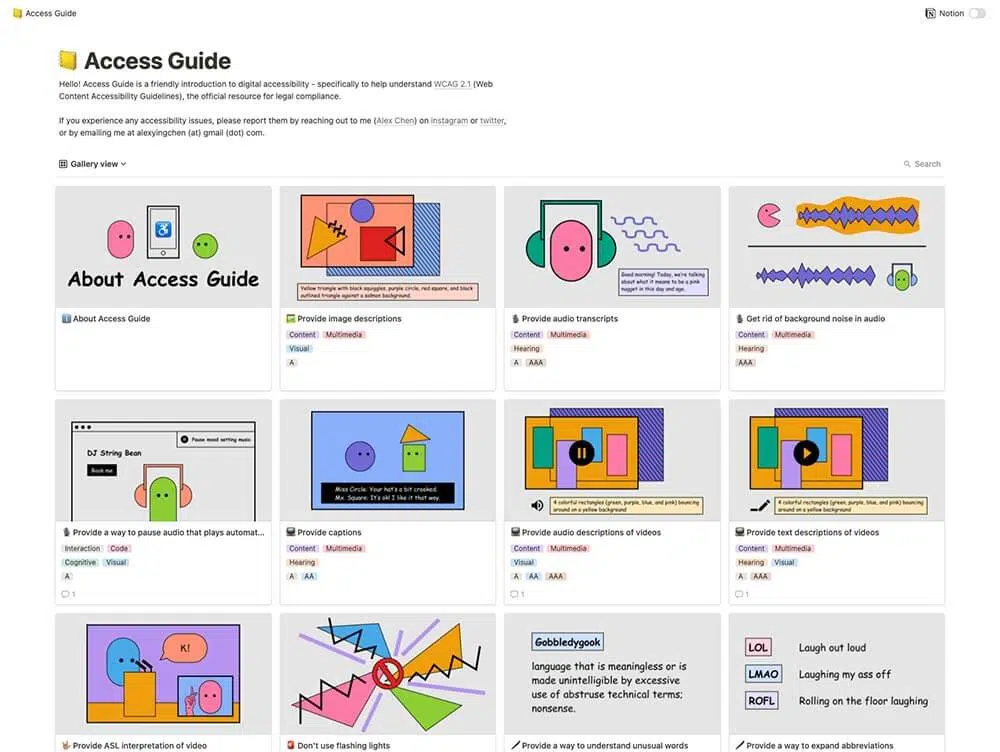 Access Guide
Notion
Access Guide
Hello! Access Guide is a friendly introduction to digital accessibility - specifically to help understand WCAG 2.1 (Web
Content Accessibility Guidelines), the official resource for legal compliance.
If you experience any accessibility issues, please report them by reaching out to me (Alex Chen) on instagram or twitter,
or by emailing me at alexyingchen (at) gmail (dot) com.
Gallery view
Search
About Access Guide
Yellow triangle with black squiggles, purple circle, red square, and black
outlined triangle against a salmon background.
Good morning! Today, we're talking
about what it means to be a pink
nugget in this day and age.
About Access Guide
Provide image descriptions
Content Multimedia
Visual
A
Provide audio transcripts
Content Multimedia
Hearing
A AAA
Get rid of background noise in audio
Content Multimedia
Hearing
AAA
Pause mood setting music
DJ String Bean
Book me
Miss Circle: Your hat's a bit crooked.
Mx. Square: It's ok! I like it that way.
4 colorful rectangles (green, purple, blue, and pink) bouncing
around on a yellow background
4 colorful rectangles (green, purple, blue, and pink) bouncing
around on a yellow background
Provide a way to pause audio that plays automat...
Interaction Code
Cognitive Visual
A
1
Provide captions
Content Multimedia
Hearing
A AA
Provide audio descriptions of videos
Content Multimedia
Visual
A AA AAA
1
Provide text descriptions of videos
Content Multimedia
Hearing Visual
A AAA
1
K!
Gobbledygook
language that is meaningless or is
made unintelligible by excessive
use of abstruse technical terms;
nonsense.
LOL Laugh out loud
LMAO Laughing my ass off
ROFL Rolling on the floor laughing
Provide ASL interpretation of video
Don't use flashing lights
Provide a way to understand unusual words
Provide a way to expand abbreviations